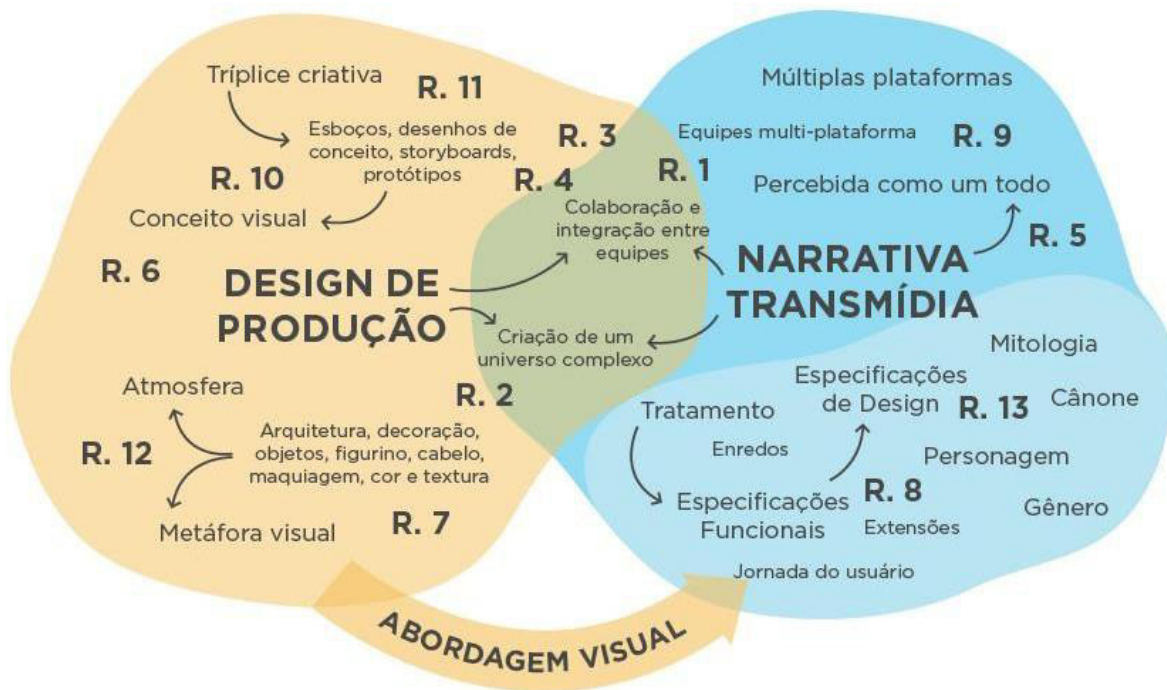 Tríplice criativa
R. 11
Esboços, desenhos de
conceito, storyboards,
protótipos
R. 3
R. 4
R. 10
Conceito visual
R. 6
DESIGN DE
PRODUÇÃO
Atmosfera
R. 2
R. 12
Arquitetura, decoração,
objetos, figurino, cabelo,
maquiagem, cor e textura
Metáfora visual
R. 7
R. 1
Colaboração e
integração entre
equipes
Criação de um
universo complexo
Múltiplas plataformas
Equipes multi-plataforma
R. 9
Percebida como um todo
R. 5
NARRATIVA
TRANSMÍDIA
Mitologia
Especificações
de Design
R. 13
Cânone
Tratamento
Enredos
Personagem
Especificações
Funcionais
R. 8
Extensões
Gênero
Jornada do usuário
ABORDAGEM VISUAL